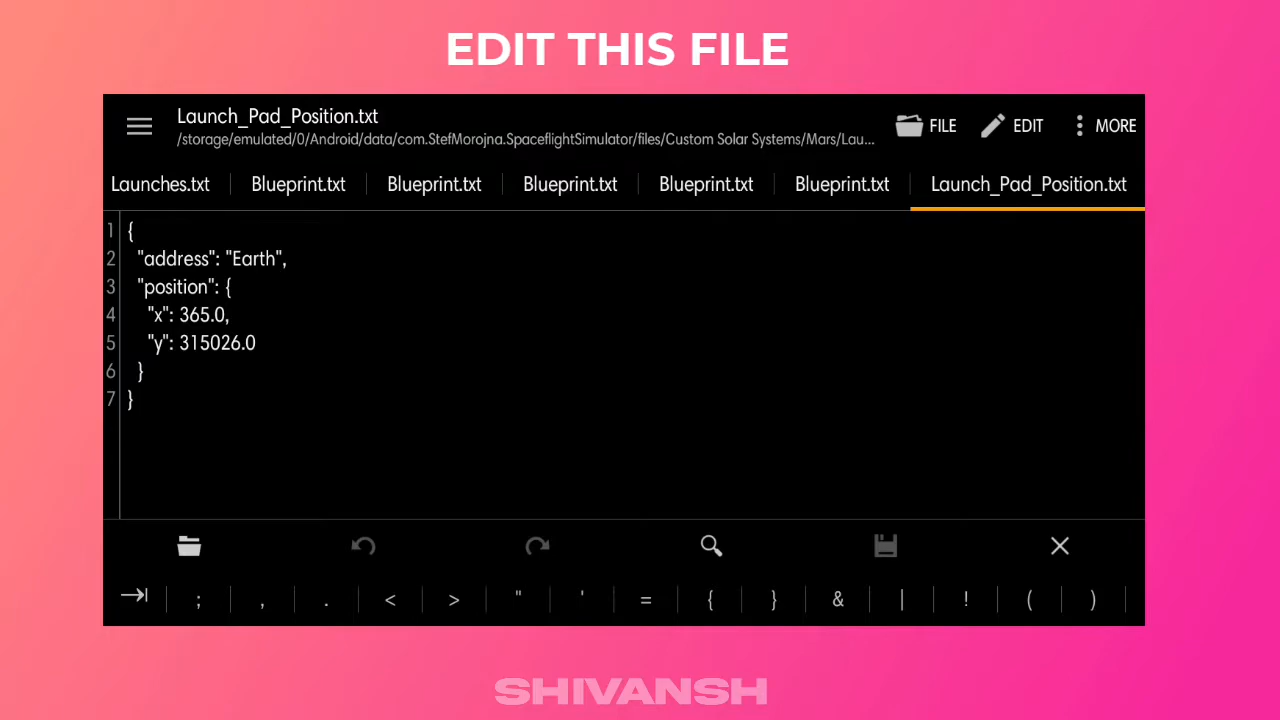 EDIT THIS FILE
Launch_Pad_Position.txt
/storage/emulated/0/Android/data/com.StefMorojna.SpaceflightSimulator/files/Custom Solar Systems/Mars/Lau...
FILE
EDIT
MORE
Launches.txt
Blueprint.txt
Blueprint.txt
Blueprint.txt
Blueprint.txt
Blueprint.txt
Launch_Pad_Position.txt
1 {
2 "address": "Earth",
3 "position": {
4 "x": 365.0,
5 "y": 315026.0
6 }
7 }
; , . < > " ' = { } & | ! ( )
SHIVANSH